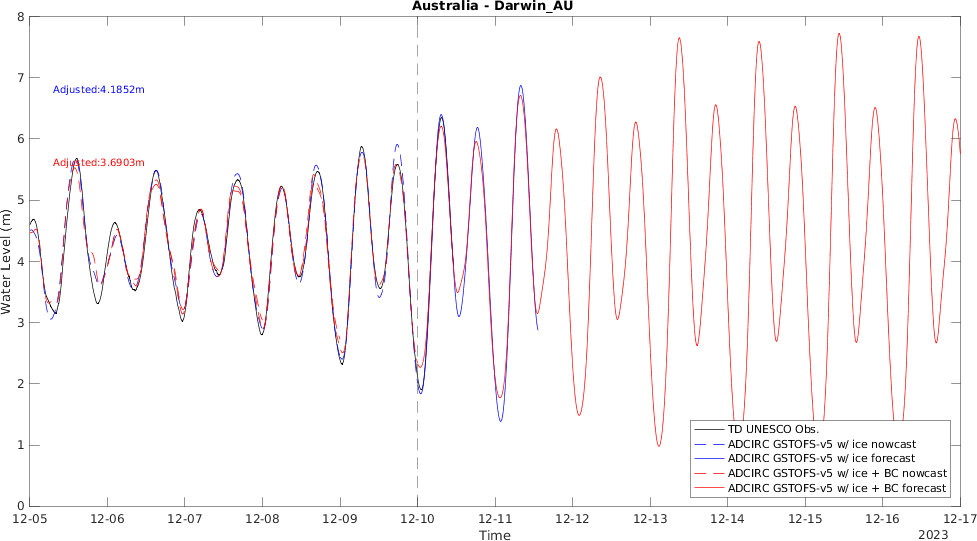 Australia - Darwin_AU
8
7
6
5
4
3
2
1
0
Water Level (m)
Adjusted:4.1852m
Adjusted:3.6903m
TD UNESCO Obs.
ADCIRC GSTOFS-v5 w/ ice nowcast
ADCIRC GSTOFS-v5 w/ ice forecast
ADCIRC GSTOFS-v5 w/ ice + BC nowcast
ADCIRC GSTOFS-v5 w/ ice + BC forecast
12-05 12-06 12-07 12-08 12-09 12-10 12-11 12-12 12-13 12-14 12-15 12-16 12-17
Time
2023